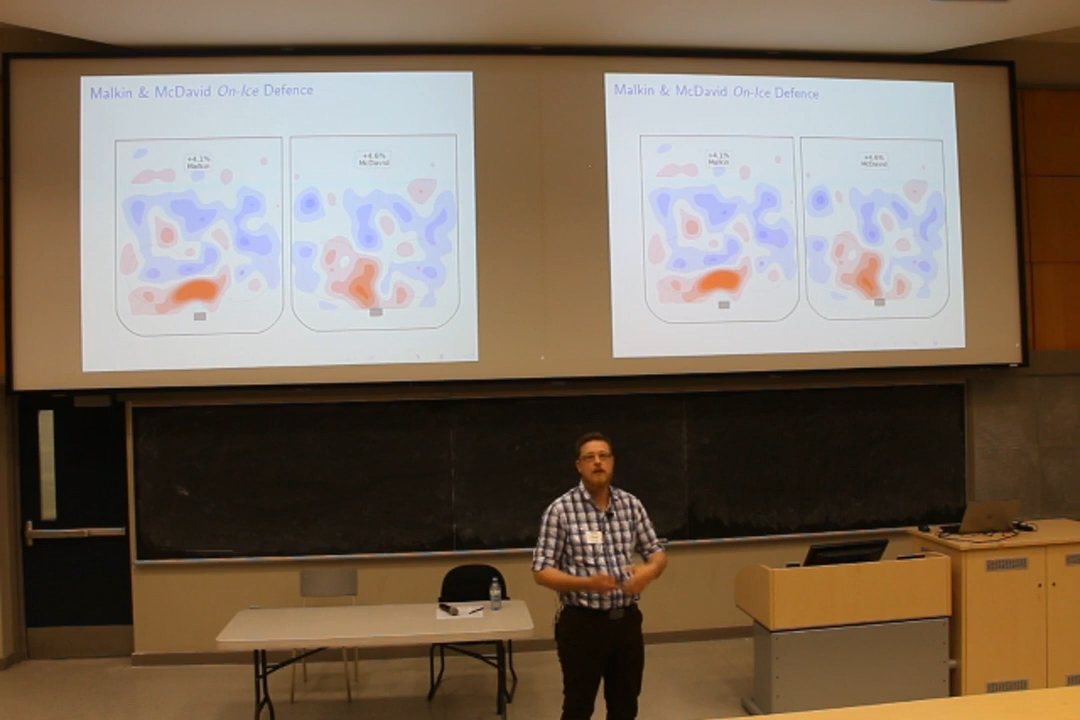 Malkin & McDavid On-Ice Defence
+4.1%
Malkin
+4.6%
McDavid
Malkin & McDavid On-Ice Defence
+4.1%
Malkin
+4.6%
McDavid